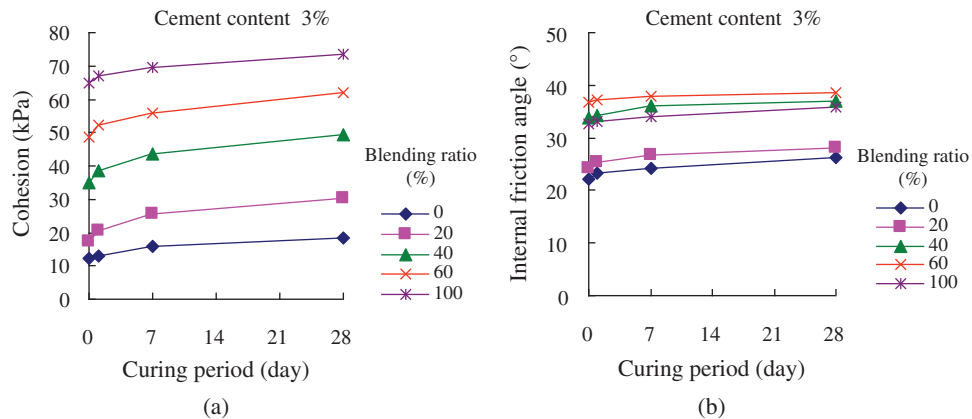 Cement content 3%
Cohesion (kPa)
80
70
60
50
40
30
20
10
0
0 7 14 21 28
Curing period (day)
Blending ratio
(%)
0
20
40
60
100
(a)
Cement content 3%
Internal friction angle (°)
50
40
30
20
10
0
0 7 14 21 28
Curing period (day)
Blending ratio
(%)
0
20
40
60
100
(b)